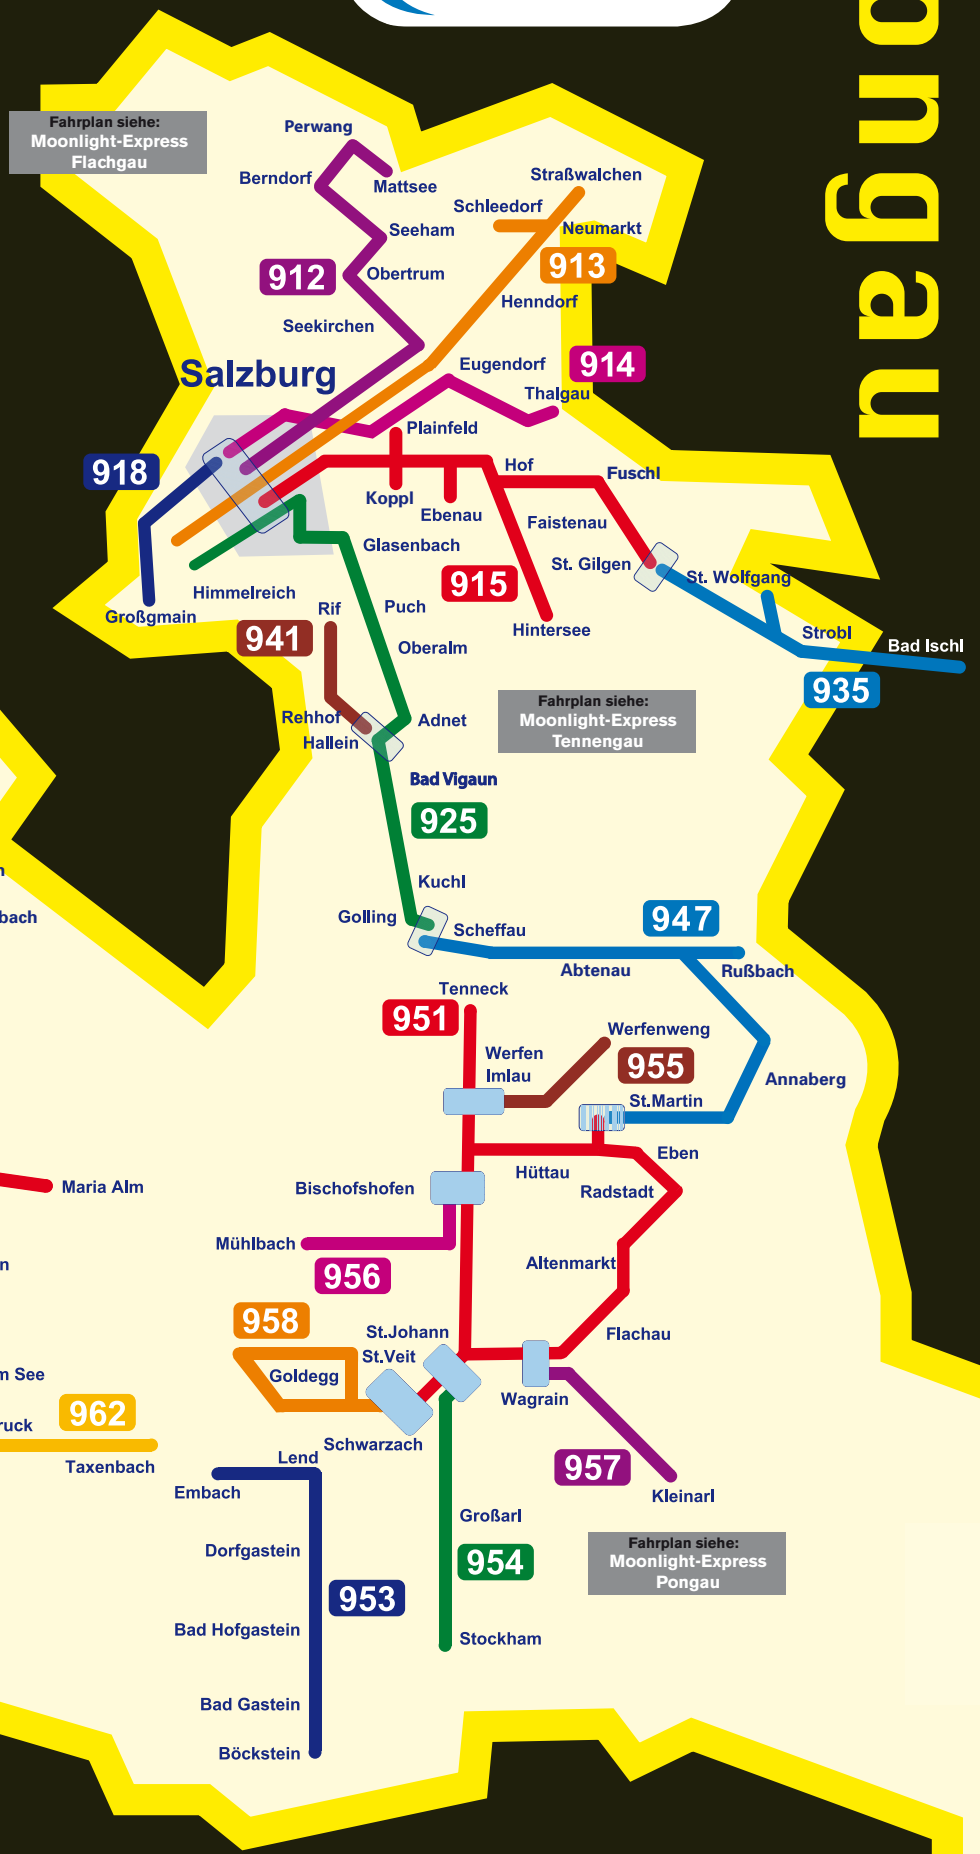 ongau
Fahrplan siehe:
Moonlight-Express
Flachgau
Perwang
Berndorf
Mattsee
Straßwalchen
Schleedorf
Seeham
Neumarkt
912
Obertrum
913
Henndorf
Seekirchen
Salzburg
Eugendorf
914
Thalgau
Plainfeld
918
Hof
Fuschl
Koppl
Ebenau
Faistenau
Glasenbach
St. Gilgen
915
St. Wolfgang
Himmelreich
Großgmain
Rif
Puch
941
Hintersee
Strobl
Oberalm
Bad Ischl
935
Fahrplan siehe:
Moonlight-Express
Tennengau
Rehhof
Adnet
Hallein
Bad Vigaun
925
Kuchl
bach
Golling
Scheffau
947
Abtenau
Rußbach
Tenneck
951
Werfenweng
Werfen
Imlau
955
Annaberg
St.Martin
Eben
Hüttau
Maria Alm
Bischofshofen
Radstadt
Mühlbach
n
Altenmarkt
956
958
St.Johann
Flachau
St.Veit
m See
Goldegg
Wagrain
962
ruck
Schwarzach
Taxenbach
Lend
957
Embach
Kleinarl
Großarl
Fahrplan siehe:
Moonlight-Express
Pongau
Dorfgastein
954
953
Bad Hofgastein
Stockham
Bad Gastein
Böckstein